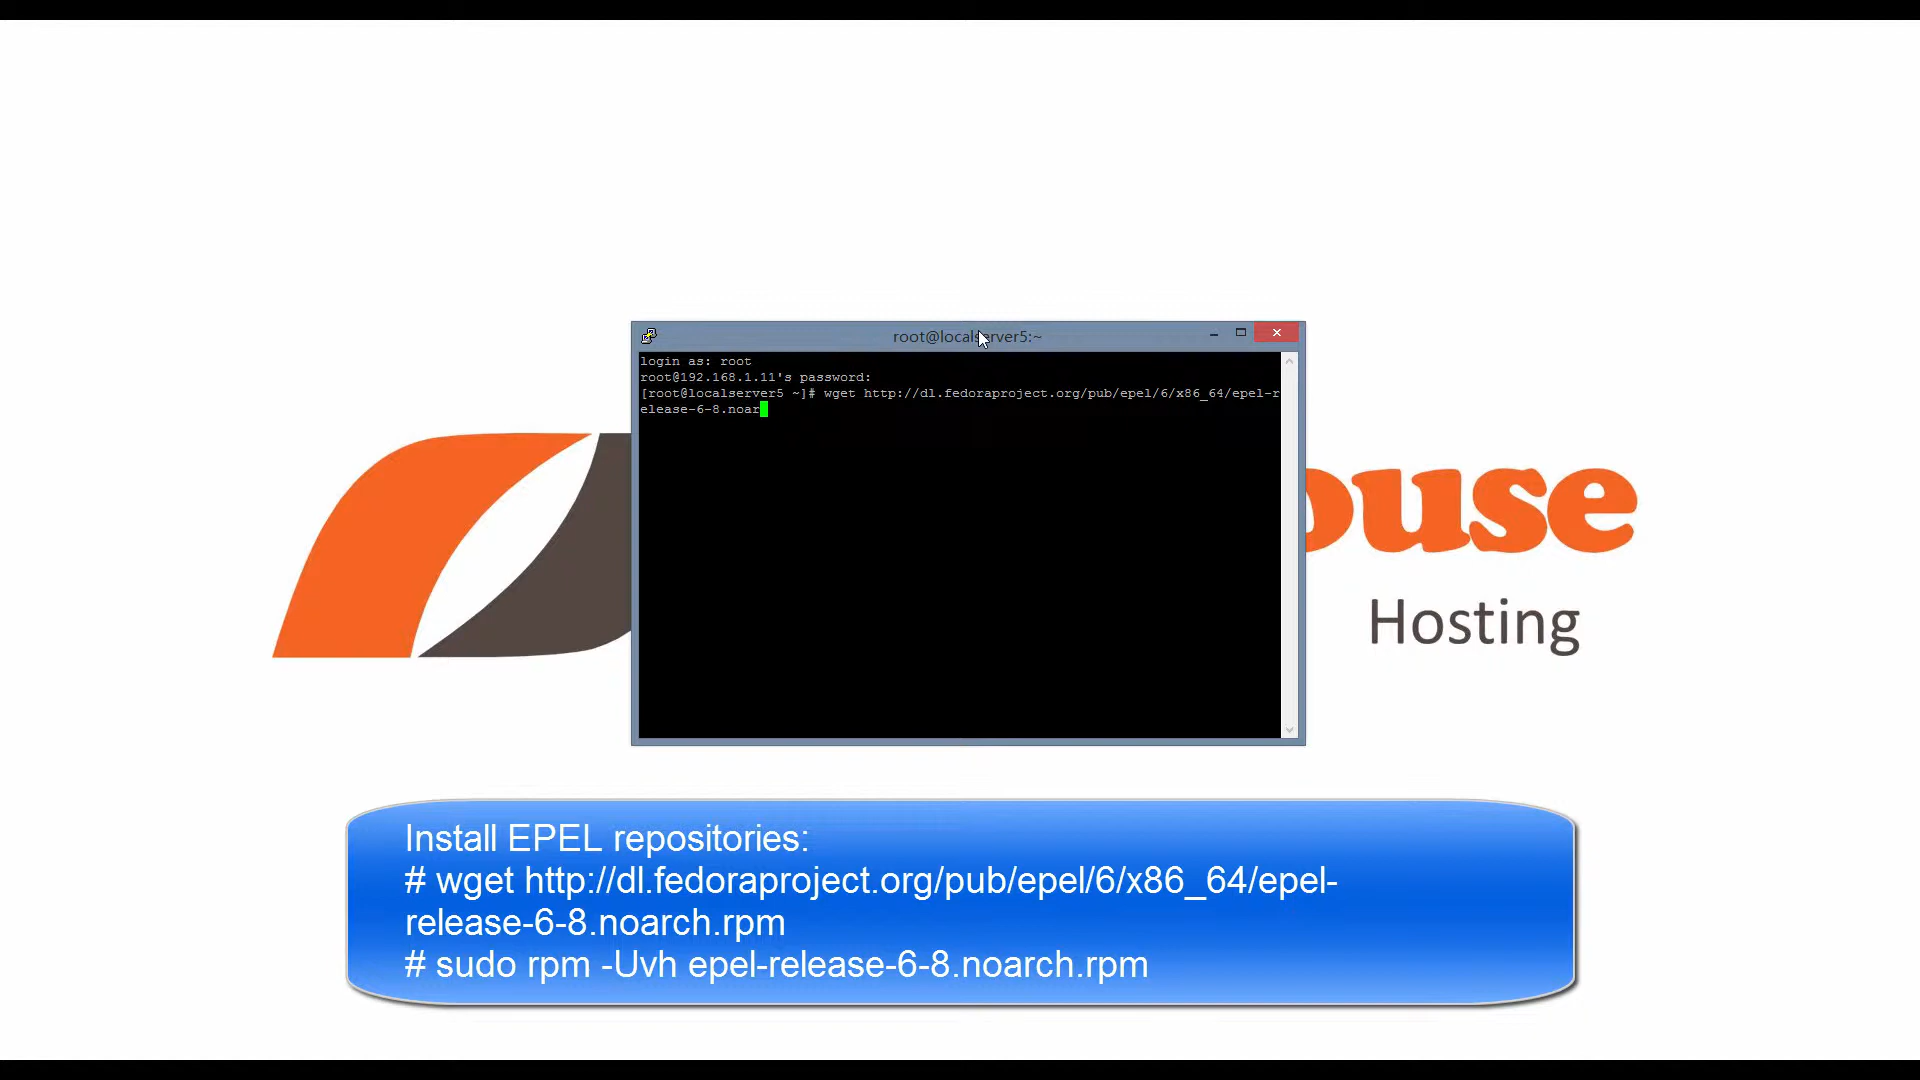 root@localserver5:~
login as: root
root@192.168.1.11's password:
[root@localserver5 ~]# wget http://dl.fedoraproject.org/pub/epel/6/x86_64/epel-r
elease-6-8.noar
ouse
Hosting
Install EPEL repositories:
# wget http://dl.fedoraproject.org/pub/epel/6/x86_64/epel-
release-6-8.noarch.rpm
# sudo rpm -Uvh epel-release-6-8.noarch.rpm